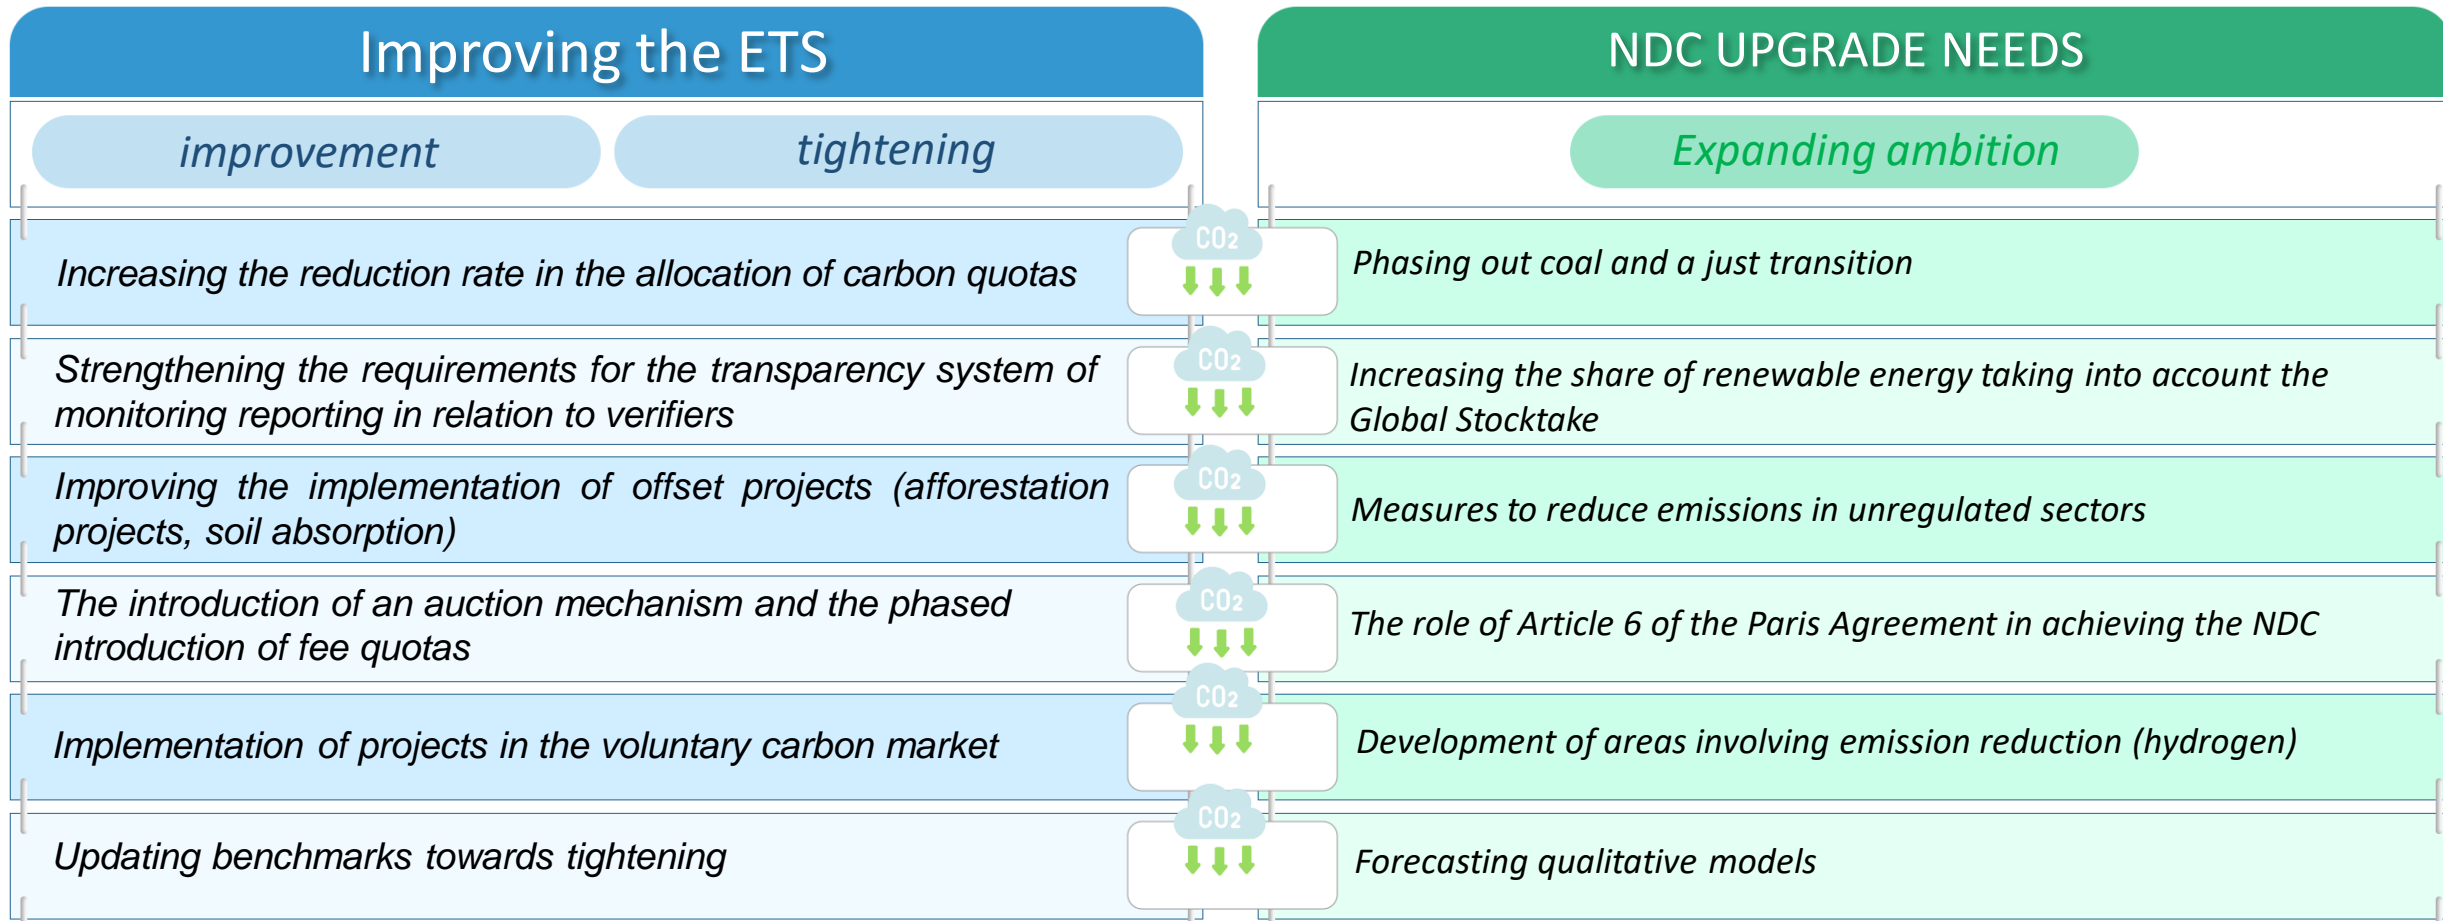 Improving the ETS
NDC UPGRADE NEEDS
improvement
tightening
Expanding ambition
Increasing the reduction rate in the allocation of carbon quotas
CO₂
Phasing out coal and a just transition
Strengthening the requirements for the transparency system of
monitoring reporting in relation to verifiers
CO₂
Increasing the share of renewable energy taking into account the
Global Stocktake
Improving the implementation of offset projects (afforestation
projects, soil absorption)
CO₂
Measures to reduce emissions in unregulated sectors
The introduction of an auction mechanism and the phased
introduction of fee quotas
CO₂
The role of Article 6 of the Paris Agreement in achieving the NDC
Implementation of projects in the voluntary carbon market
CO₂
Development of areas involving emission reduction (hydrogen)
Updating benchmarks towards tightening
CO₂
Forecasting qualitative models